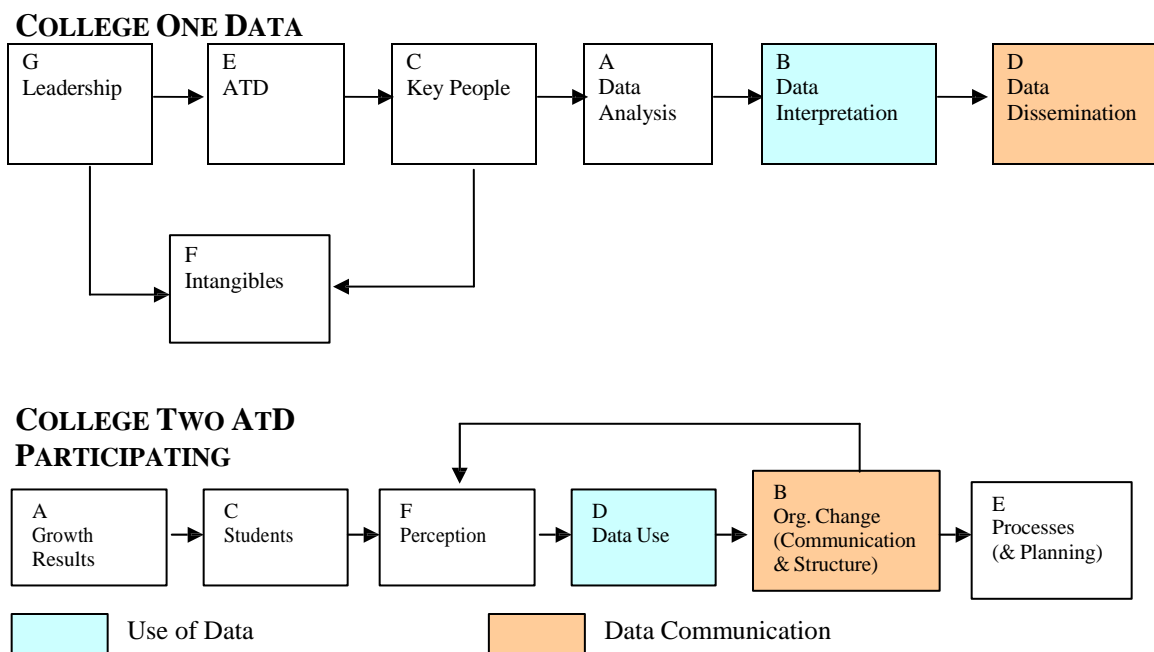 COLLEGE ONE DATA
G
Leadership
E
ATD
C
Key People
A
Data
Analysis
B
Data
Interpretation
D
Data
Dissemination
F
Intangibles
COLLEGE TWO ATD
PARTICIPATING
A
Growth
Results
C
Students
F
Perception
D
Data Use
B
Org. Change
(Communication
& Structure)
E
Processes
(& Planning)
Use of Data
Data Communication